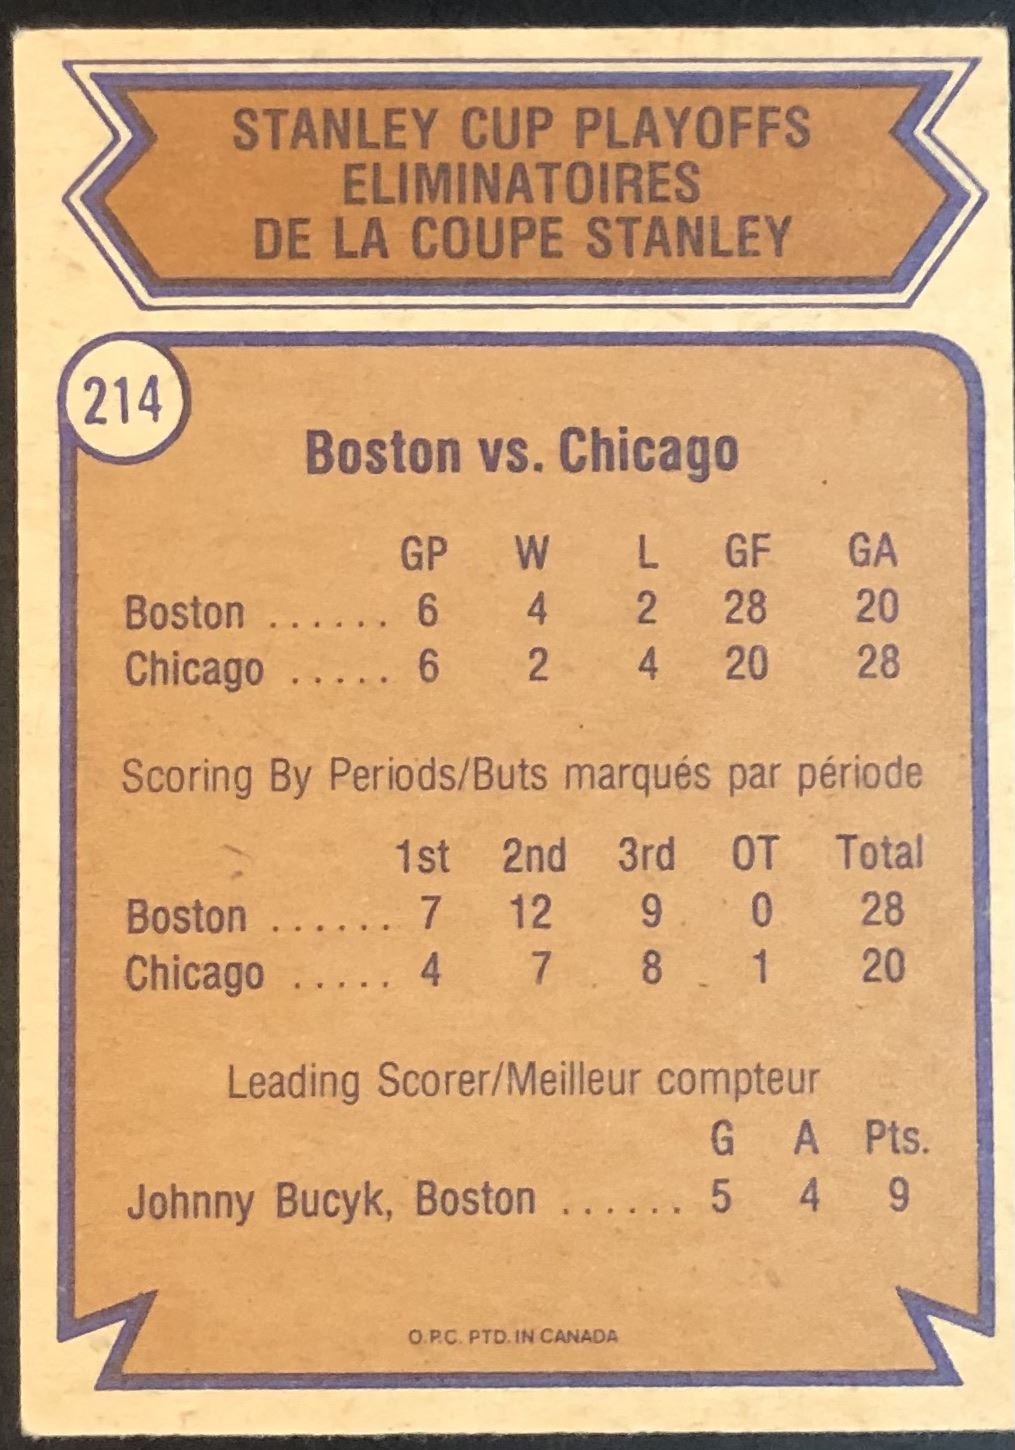 STANLEY CUP PLAYOFFS
ELIMINATOIRES
DE LA COUPE STANLEY
214
Boston vs. Chicago
GP W L GF GA
Boston ...... 6 4 2 28 20
Chicago ..... 6 2 4 20 28
Scoring By Periods/Buts marqués par période
1st 2nd 3rd OT Total
Boston ...... 7 12 9 0 28
Chicago ..... 4 7 8 1 20
Leading Scorer/Meilleur compteur
G A Pts.
Johnny Bucyk, Boston ...... 5 4 9
O.P.C. PTD. IN CANADA